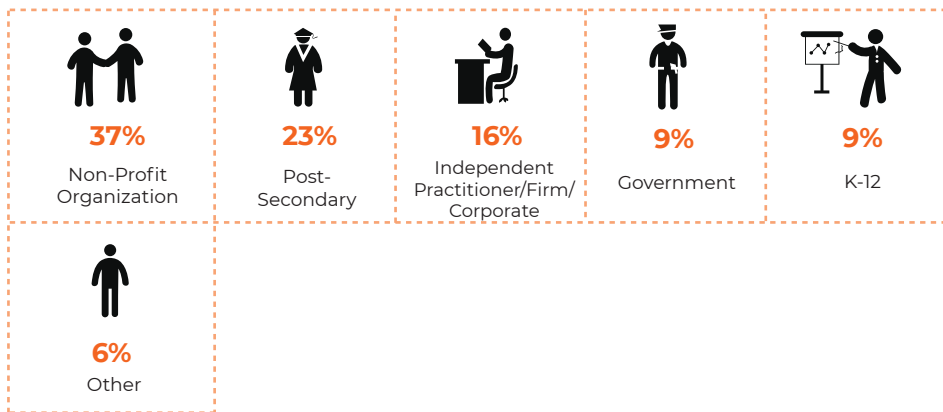 37%
Non-Profit
Organization
23%
Post-
Secondary
16%
Independent
Practitioner/Firm/
Corporate
9%
Government
9%
K-12
6%
Other